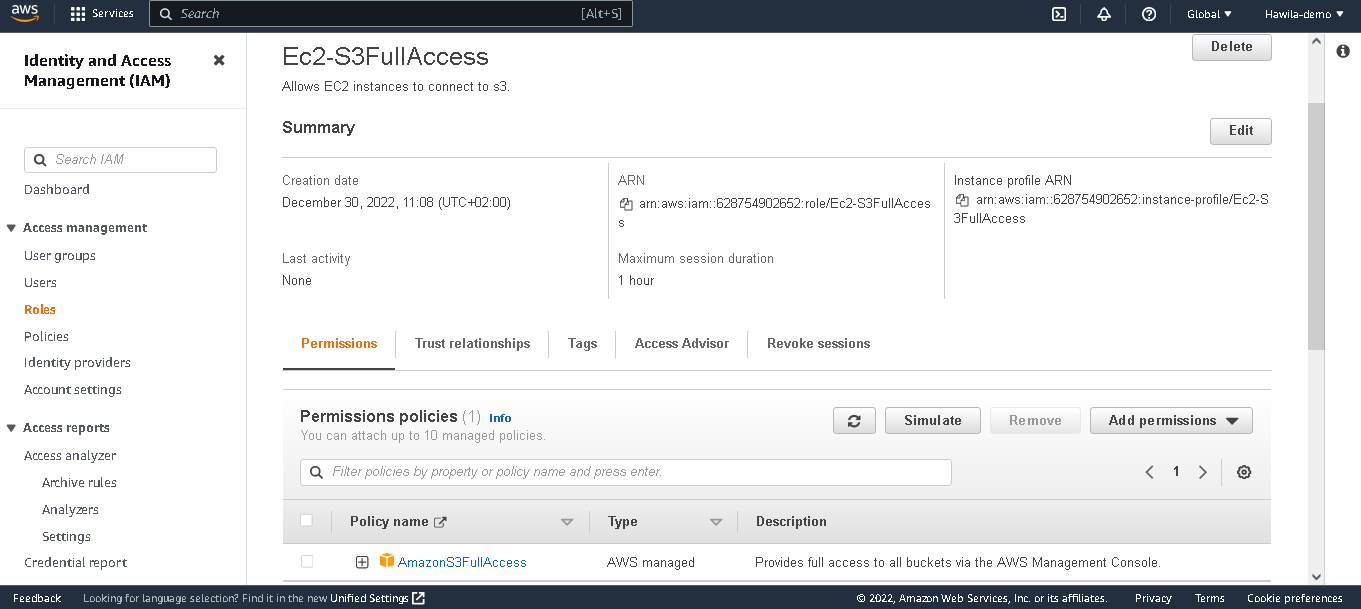 aws
Services
Search [Alt+S]
Global
Hawila-demo
Identity and Access
Management (IAM)
Search IAM
Dashboard
Access management
User groups
Users
Roles
Policies
Identity providers
Account settings
Access reports
Access analyzer
Archive rules
Analyzers
Settings
Credential report
Ec2-S3FullAccess
Delete
Allows EC2 instances to connect to s3.
Summary
Edit
Creation date
December 30, 2022, 11:08 (UTC+02:00)
Last activity
None
ARN
arn:aws:iam::628754902652:role/Ec2-S3FullAcces
s
Maximum session duration
1 hour
Instance profile ARN
arn:aws:iam::628754902652:instance-profile/Ec2-S
3FullAccess
Permissions
Trust relationships
Tags
Access Advisor
Revoke sessions
Permissions policies (1) Info
You can attach up to 10 managed policies.
Simulate
Remove
Add permissions
Filter policies by property or policy name and press enter.
1
Policy name
Type
Description
AmazonS3FullAccess
AWS managed
Provides full access to all buckets via the AWS Management Console.
Feedback
Looking for language selection? Find it in the new Unified Settings
© 2022, Amazon Web Services, Inc. or its affiliates.
Privacy
Terms
Cookie preferences